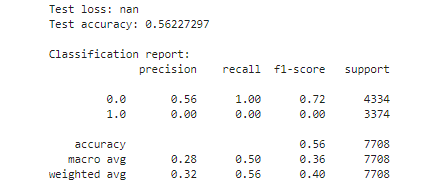 Test loss: nan
Test accuracy: 0.56227297
Classification report:
precision recall f1-score support
0.0 0.56 1.00 0.72 4334
1.0 0.00 0.00 0.00 3374
accuracy 0.56 7708
macro avg 0.28 0.50 0.36 7708
weighted avg 0.32 0.56 0.40 7708